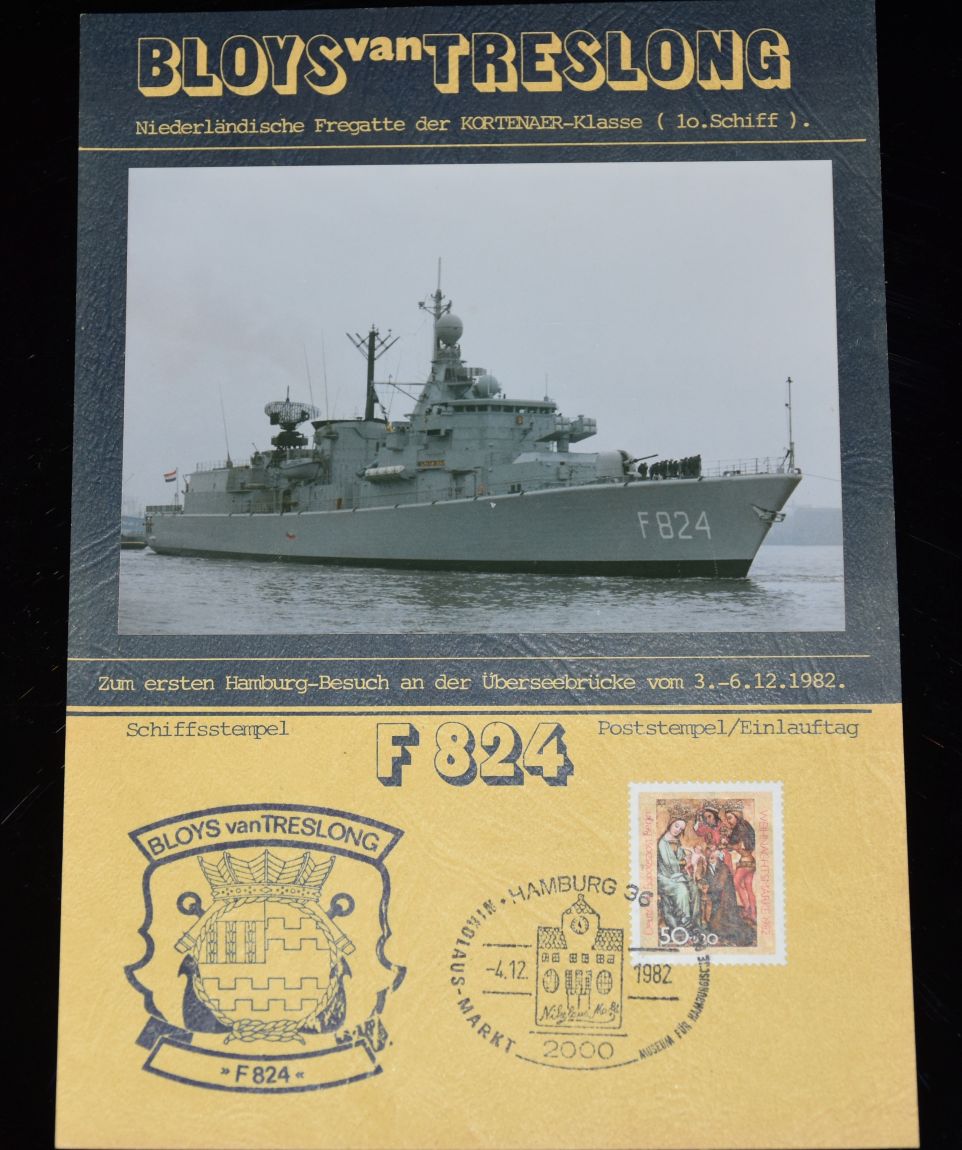 BLOYS van TRESLONG
Niederländische Fregatte der KORTENAER-Klasse ( 1o.Schiff ).
F 824
Zum ersten Hamburg-Besuch an der Überseebrücke vom 3.-6.12.1982.
Schiffsstempel
F 824
Poststempel/Einlauftag
BLOYS van TRESLONG
» F 824 «
WEIHNACHTSMARKE 1982
50
HAMBURG 36
NIKOLAUS-MARKT
-4.12.
1982
2000
MUSEUM FÜR HAMBURGISCHE